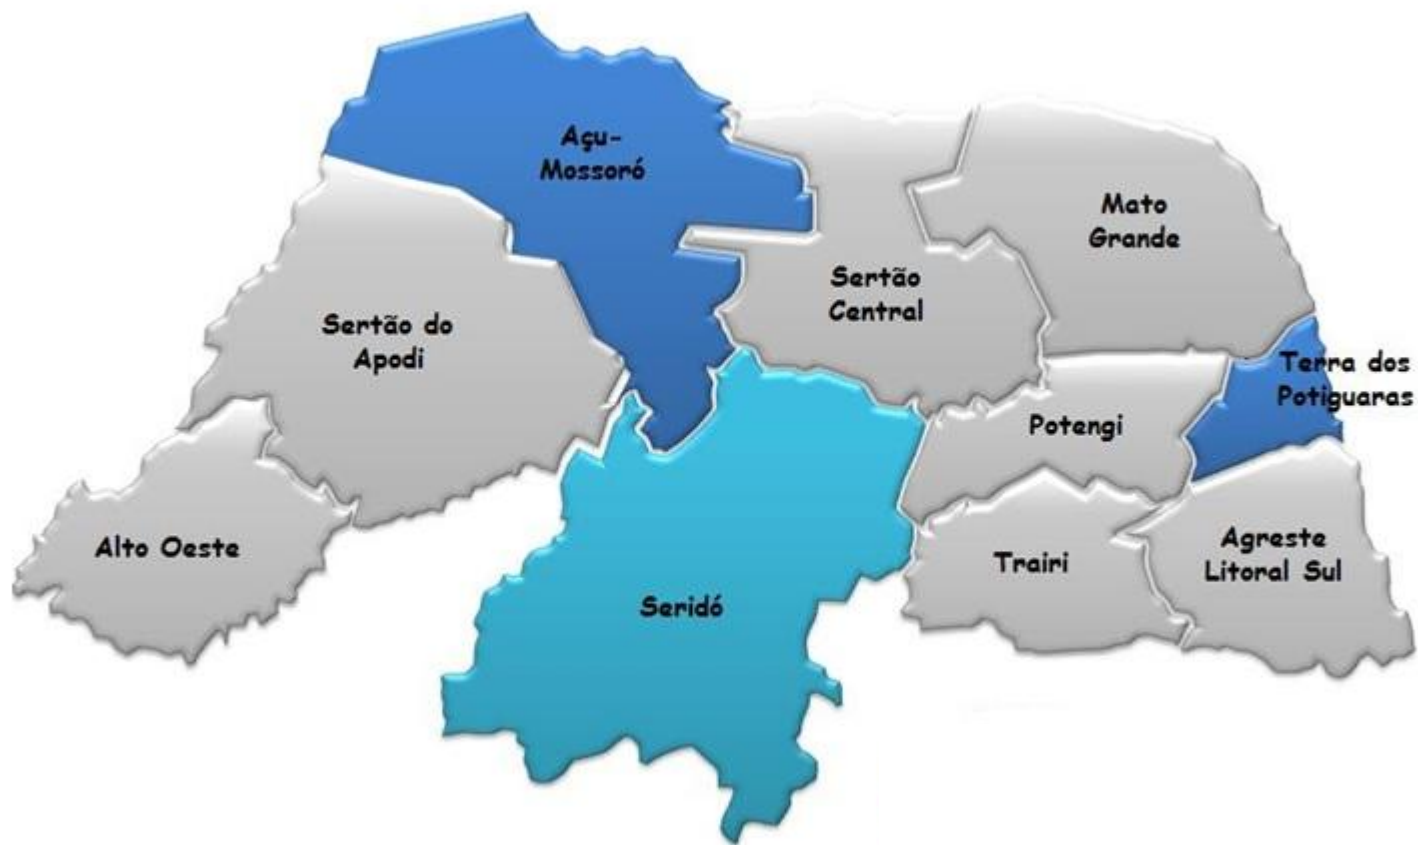 Açu-
Mossoró
Mato
Grande
Sertão
Central
Sertão do
Apodi
Terra dos
Potiguaras
Potengi
Alto Oeste
Trairi
Agreste
Litoral Sul
Seridó